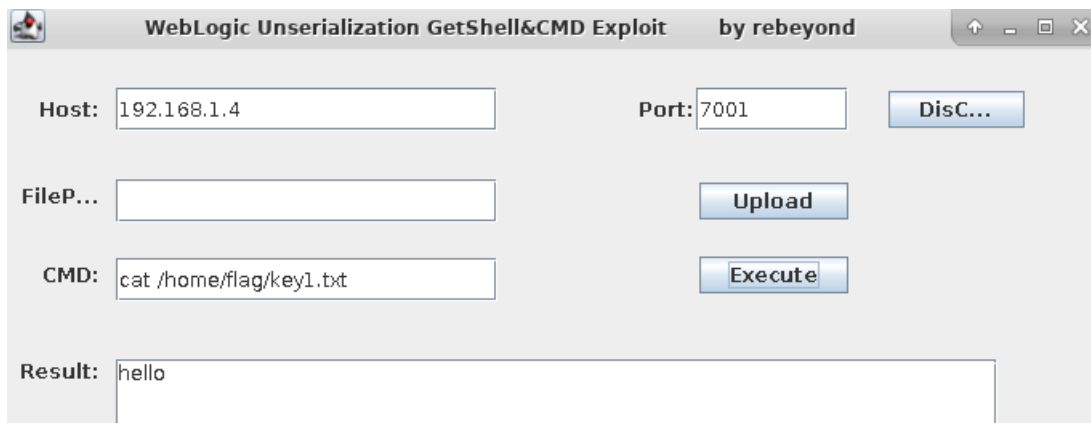 WebLogic Unserialization GetShell&CMD Exploit by rebeyond
Host: 192.168.1.4 Port: 7001 DisC...
FileP... Upload
CMD: cat /home/flag/key1.txt Execute
Result: hello